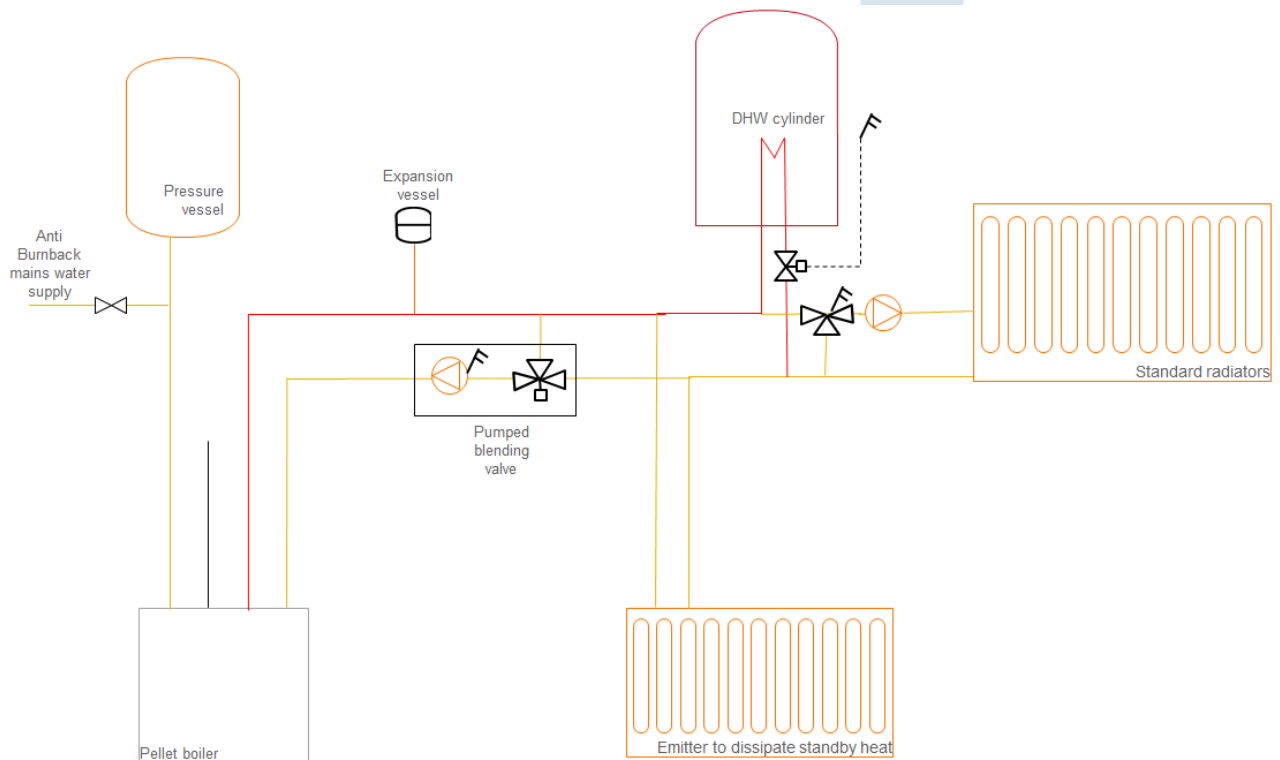 DHW cylinder
Expansion
vessel
Pressure
vessel
Anti
Burnback
mains water
supply
Standard radiators
Pumped
blending
valve
Pellet boiler
Emitter to dissipate standby heat